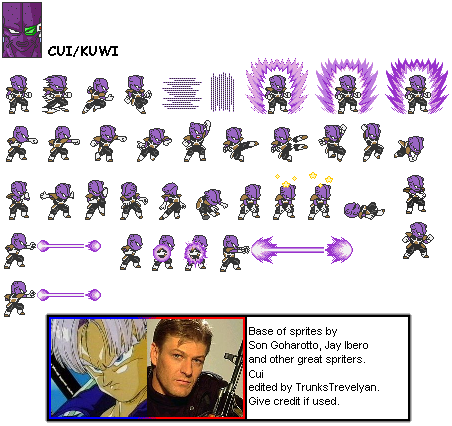 CUI/KUWI
Base of sprites by
Son Goharotto, Jay Ibero
and other great spriters.
Cui
edited by TrunksTrevelyan.
Give credit if used.